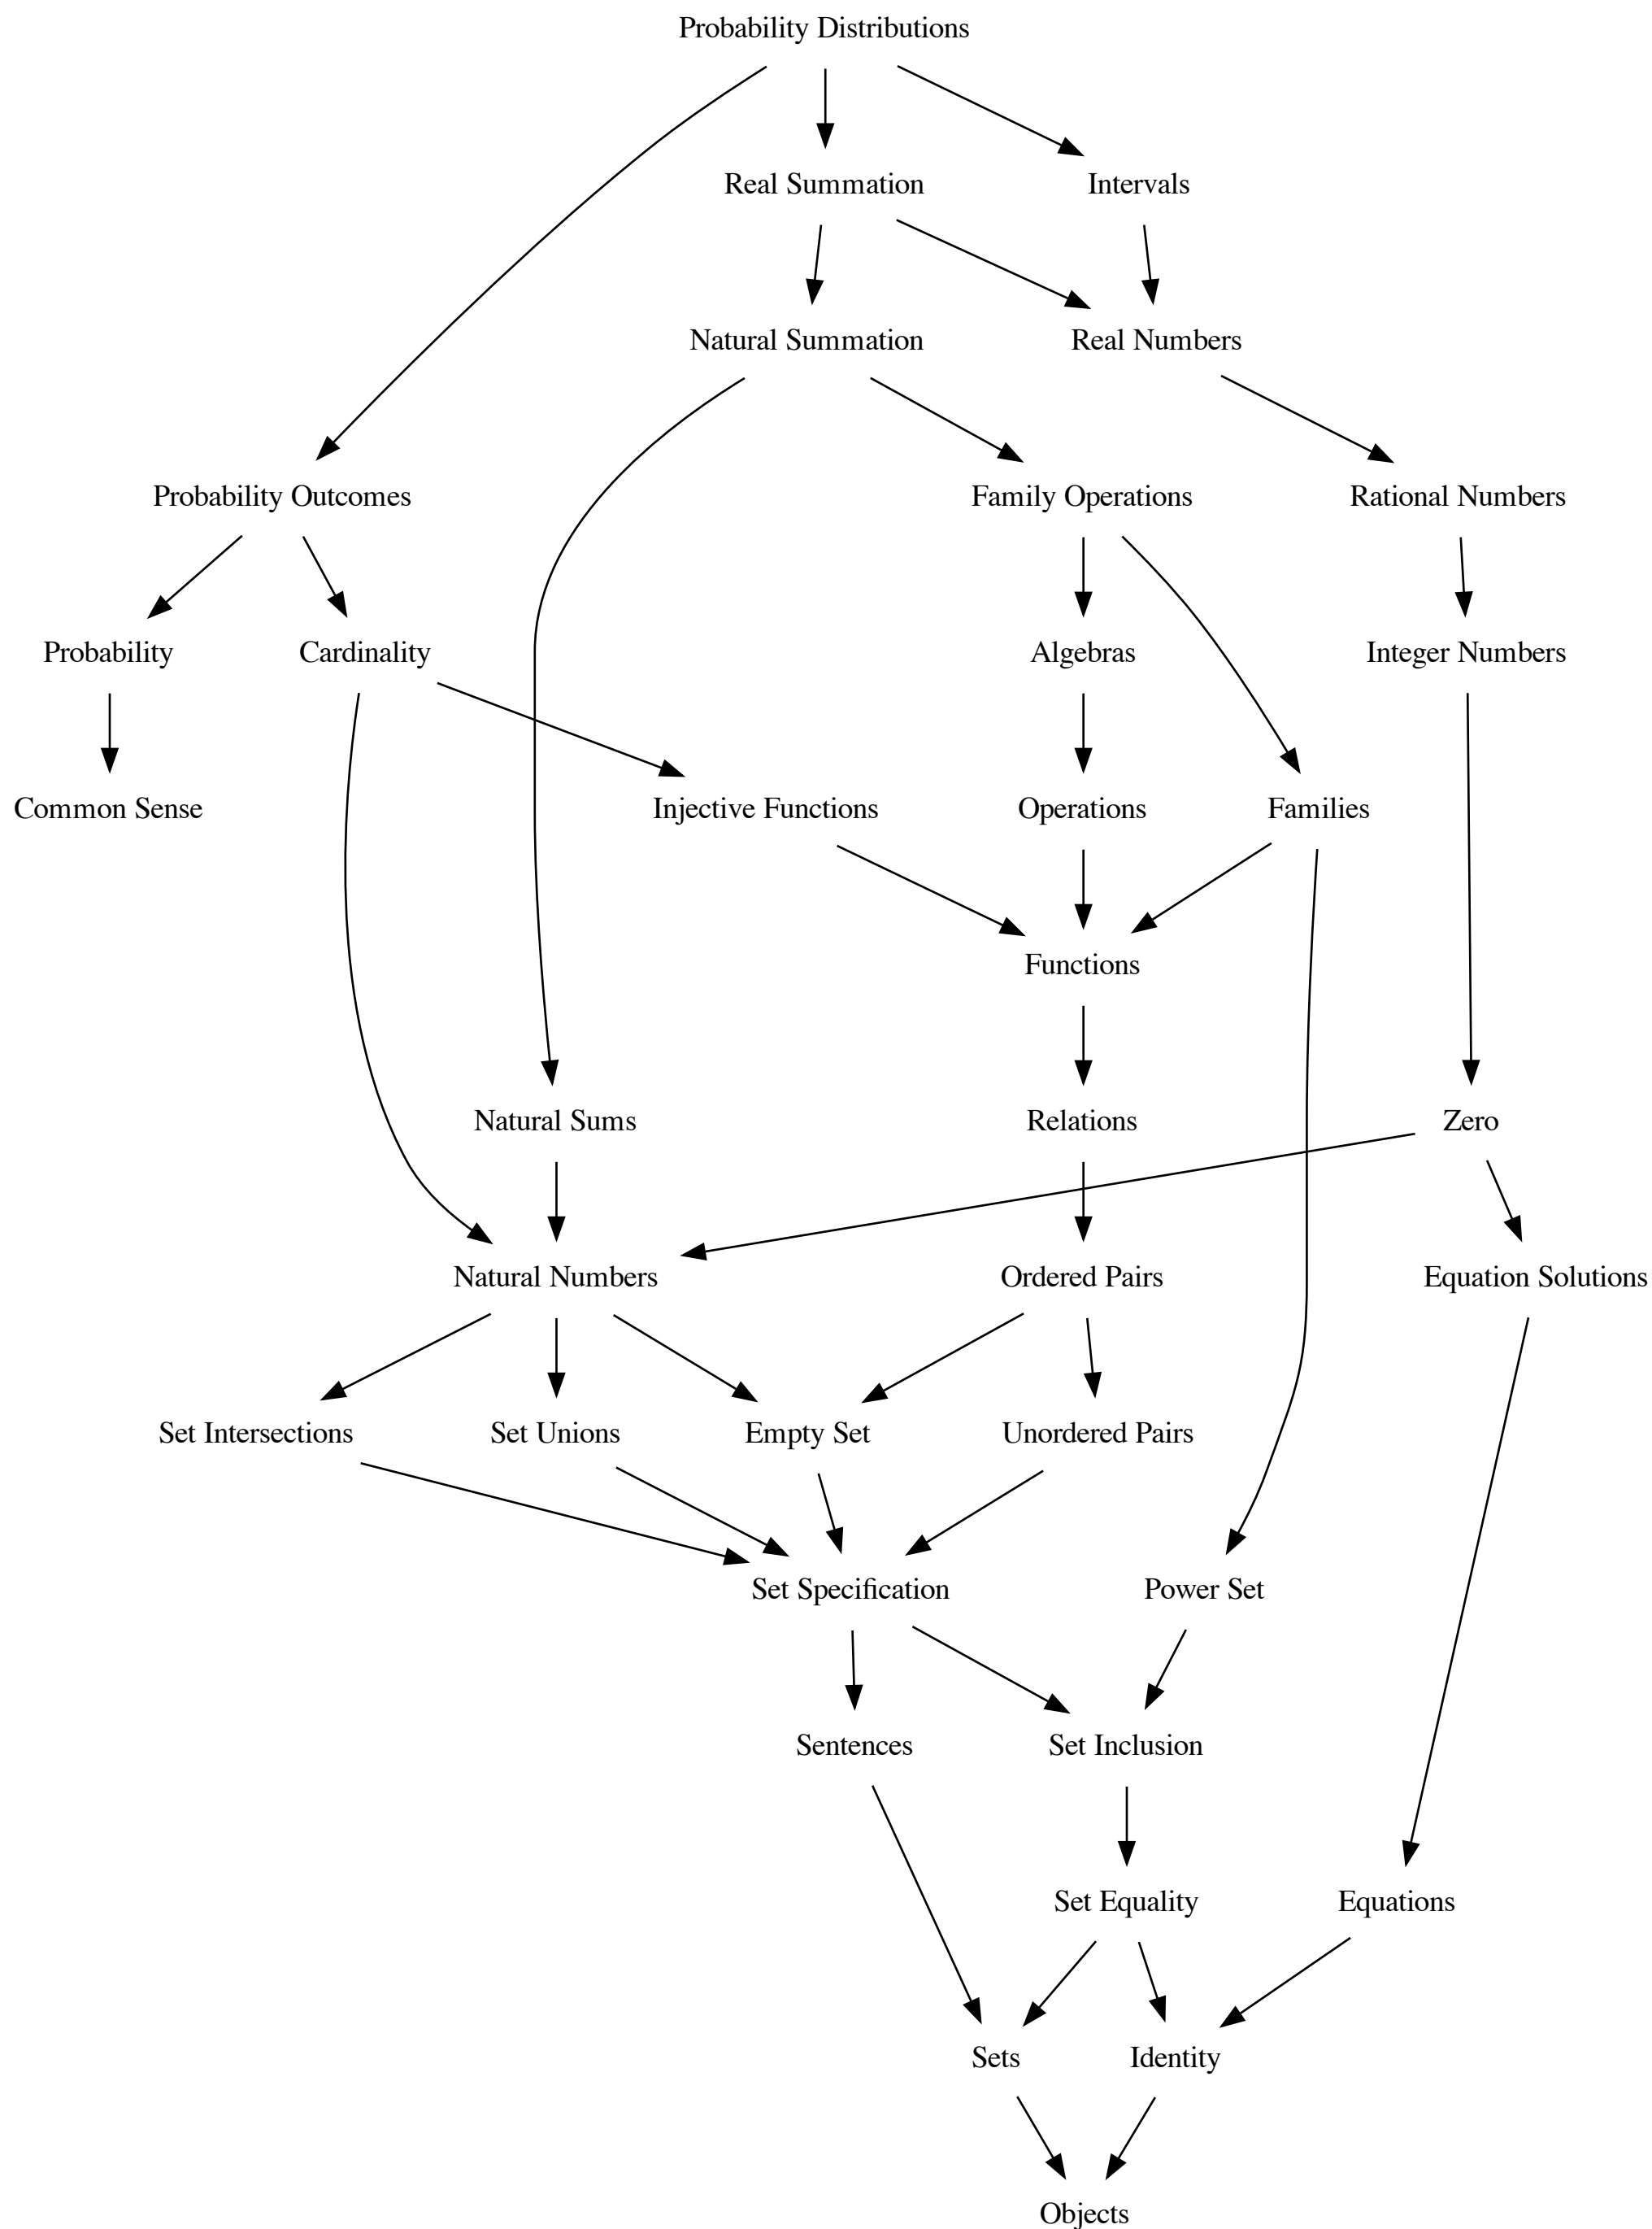 Probability Distributions
Real Summation
Intervals
Natural Summation
Real Numbers
Probability Outcomes
Family Operations
Rational Numbers
Probability
Cardinality
Algebras
Integer Numbers
Common Sense
Injective Functions
Operations
Families
Functions
Natural Sums
Relations
Zero
Natural Numbers
Ordered Pairs
Equation Solutions
Set Intersections
Set Unions
Empty Set
Unordered Pairs
Set Specification
Power Set
Sentences
Set Inclusion
Set Equality
Equations
Sets
Identity
Objects